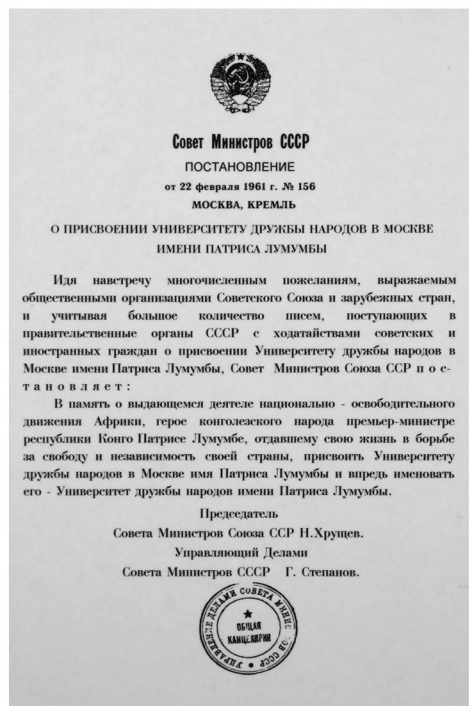 Совет Министров СССР
ПОСТАНОВЛЕНИЕ
от 22 февраля 1961 г. № 156
МОСКВА, КРЕМЛЬ
О ПРИСВОЕНИИ УНИВЕРСИТЕТУ ДРУЖБЫ НАРОДОВ В МОСКВЕ
ИМЕНИ ПАТРИСА ЛУМУМБЫ
Идя навстречу многочисленным пожеланиям, выражаемым
общественными организациями Советского Союза и зарубежных стран,
и учитывая большое количество писем, поступающих в
правительственные органы СССР с ходатайствами советских и
иностранных граждан о присвоении Университету дружбы народов в
Москве имени Патриса Лумумбы, Совет Министров Союза ССР п о с -
т а н о в л я е т :
В память о выдающемся деятеле национально - освободительного
движения Африки, герое конголезского народа премьер-министре
республики Конго Патрисе Лумумбе, отдавшему свою жизнь в борьбе
за свободу и независимость своей страны, присвоить Университету
дружбы народов в Москве имя Патриса Лумумбы и впредь именовать
его - Университет дружбы народов имени Патриса Лумумбы.
Председатель
Совета Министров Союза ССР Н.Хрущев.
Управляющий Делами
Совета Министров СССР Г. Степанов.
УПРАВЛЕНИЕ ДЕЛАМИ СОВЕТА МИНИСТРОВ СССР
ОБЩАЯ
КАНЦЕЛЯРИЯ